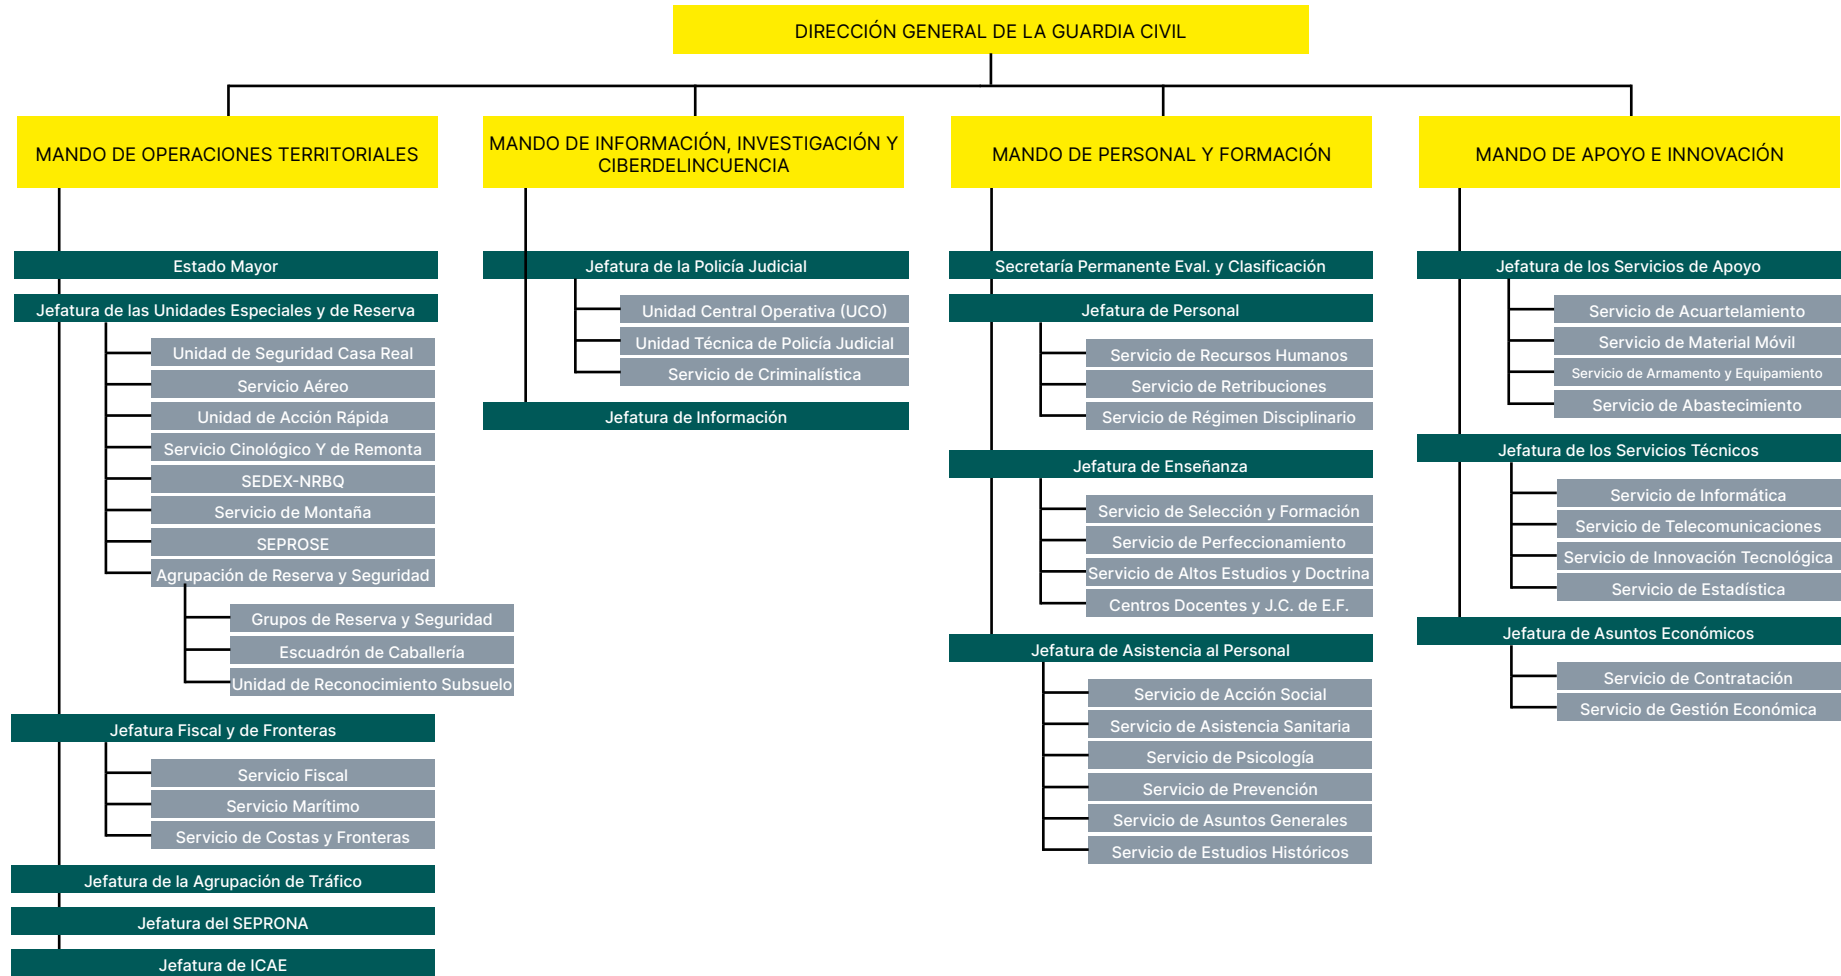 DIRECCIÓN GENERAL DE LA GUARDIA CIVIL
MANDO DE OPERACIONES TERRITORIALES
Estado Mayor
Jefatura de las Unidades Especiales y de Reserva
Unidad de Seguridad Casa Real
Servicio Aéreo
Unidad de Acción Rápida
Servicio Cinológico Y de Remonta
SEDEX-NRBQ
Servicio de Montaña
SEPROSE
Agrupación de Reserva y Seguridad
Grupos de Reserva y Seguridad
Escuadrón de Caballería
Unidad de Reconocimiento Subsuelo
Jefatura Fiscal y de Fronteras
Servicio Fiscal
Servicio Marítimo
Servicio de Costas y Fronteras
Jefatura de la Agrupación de Tráfico
Jefatura del SEPRONA
Jefatura de ICAE
MANDO DE INFORMACIÓN, INVESTIGACIÓN Y
CIBERDELINCUENCIA
Jefatura de la Policía Judicial
Unidad Central Operativa (UCO)
Unidad Técnica de Policía Judicial
Servicio de Criminalística
Jefatura de Información
MANDO DE PERSONAL Y FORMACIÓN
Secretaría Permanente Eval. y Clasificación
Jefatura de Personal
Servicio de Recursos Humanos
Servicio de Retribuciones
Servicio de Régimen Disciplinario
Jefatura de Enseñanza
Servicio de Selección y Formación
Servicio de Perfeccionamiento
Servicio de Altos Estudios y Doctrina
Centros Docentes y J.C. de E.F.
Jefatura de Asistencia al Personal
Servicio de Acción Social
Servicio de Asistencia Sanitaria
Servicio de Psicología
Servicio de Prevención
Servicio de Asuntos Generales
Servicio de Estudios Históricos
MANDO DE APOYO E INNOVACIÓN
Jefatura de los Servicios de Apoyo
Servicio de Acuartelamiento
Servicio de Material Móvil
Servicio de Armamento y Equipamiento
Servicio de Abastecimiento
Jefatura de los Servicios Técnicos
Servicio de Informática
Servicio de Telecomunicaciones
Servicio de Innovación Tecnológica
Servicio de Estadística
Jefatura de Asuntos Económicos
Servicio de Contratación
Servicio de Gestión Económica